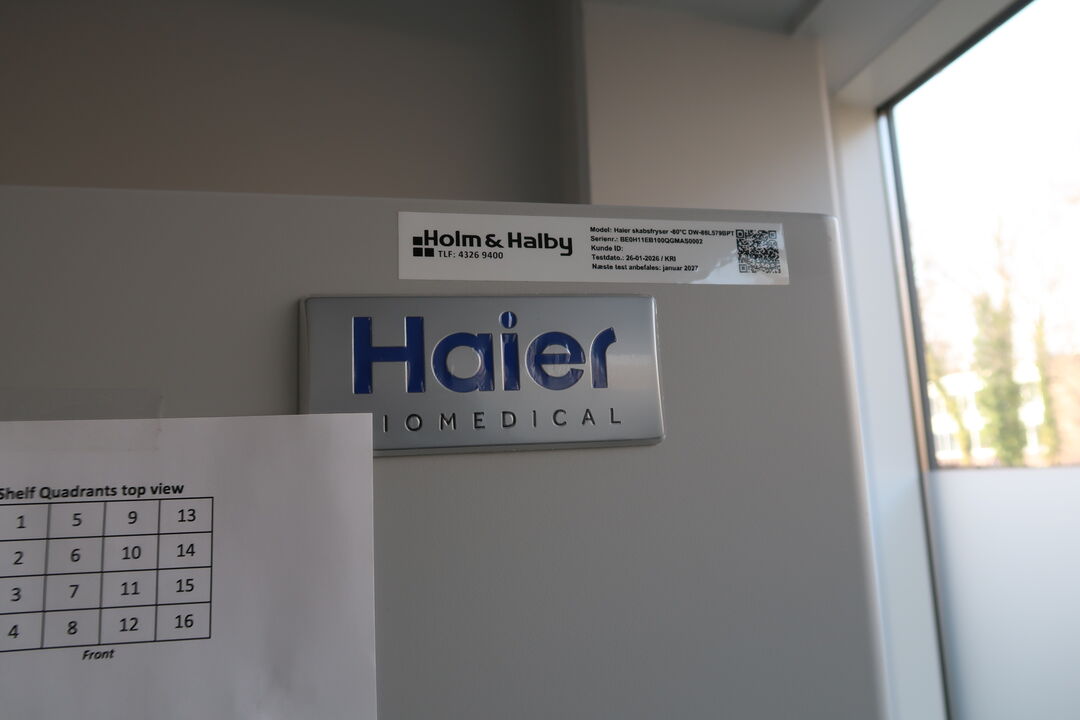 Holm & Halby
TLF: 4326 9400
Model: Haier skabsfryser -80°C DW-86L579BPT
Serienr.: BE0H11EB100QGMAS0002
Kunde ID:
Testdato.: 26-01-2026 / KRI
Næste test anbefales: januar 2027
Haier
IOMEDICAL
Shelf Quadrants top view
1 5 9 13
2 6 10 14
3 7 11 15
4 8 12 16
Front